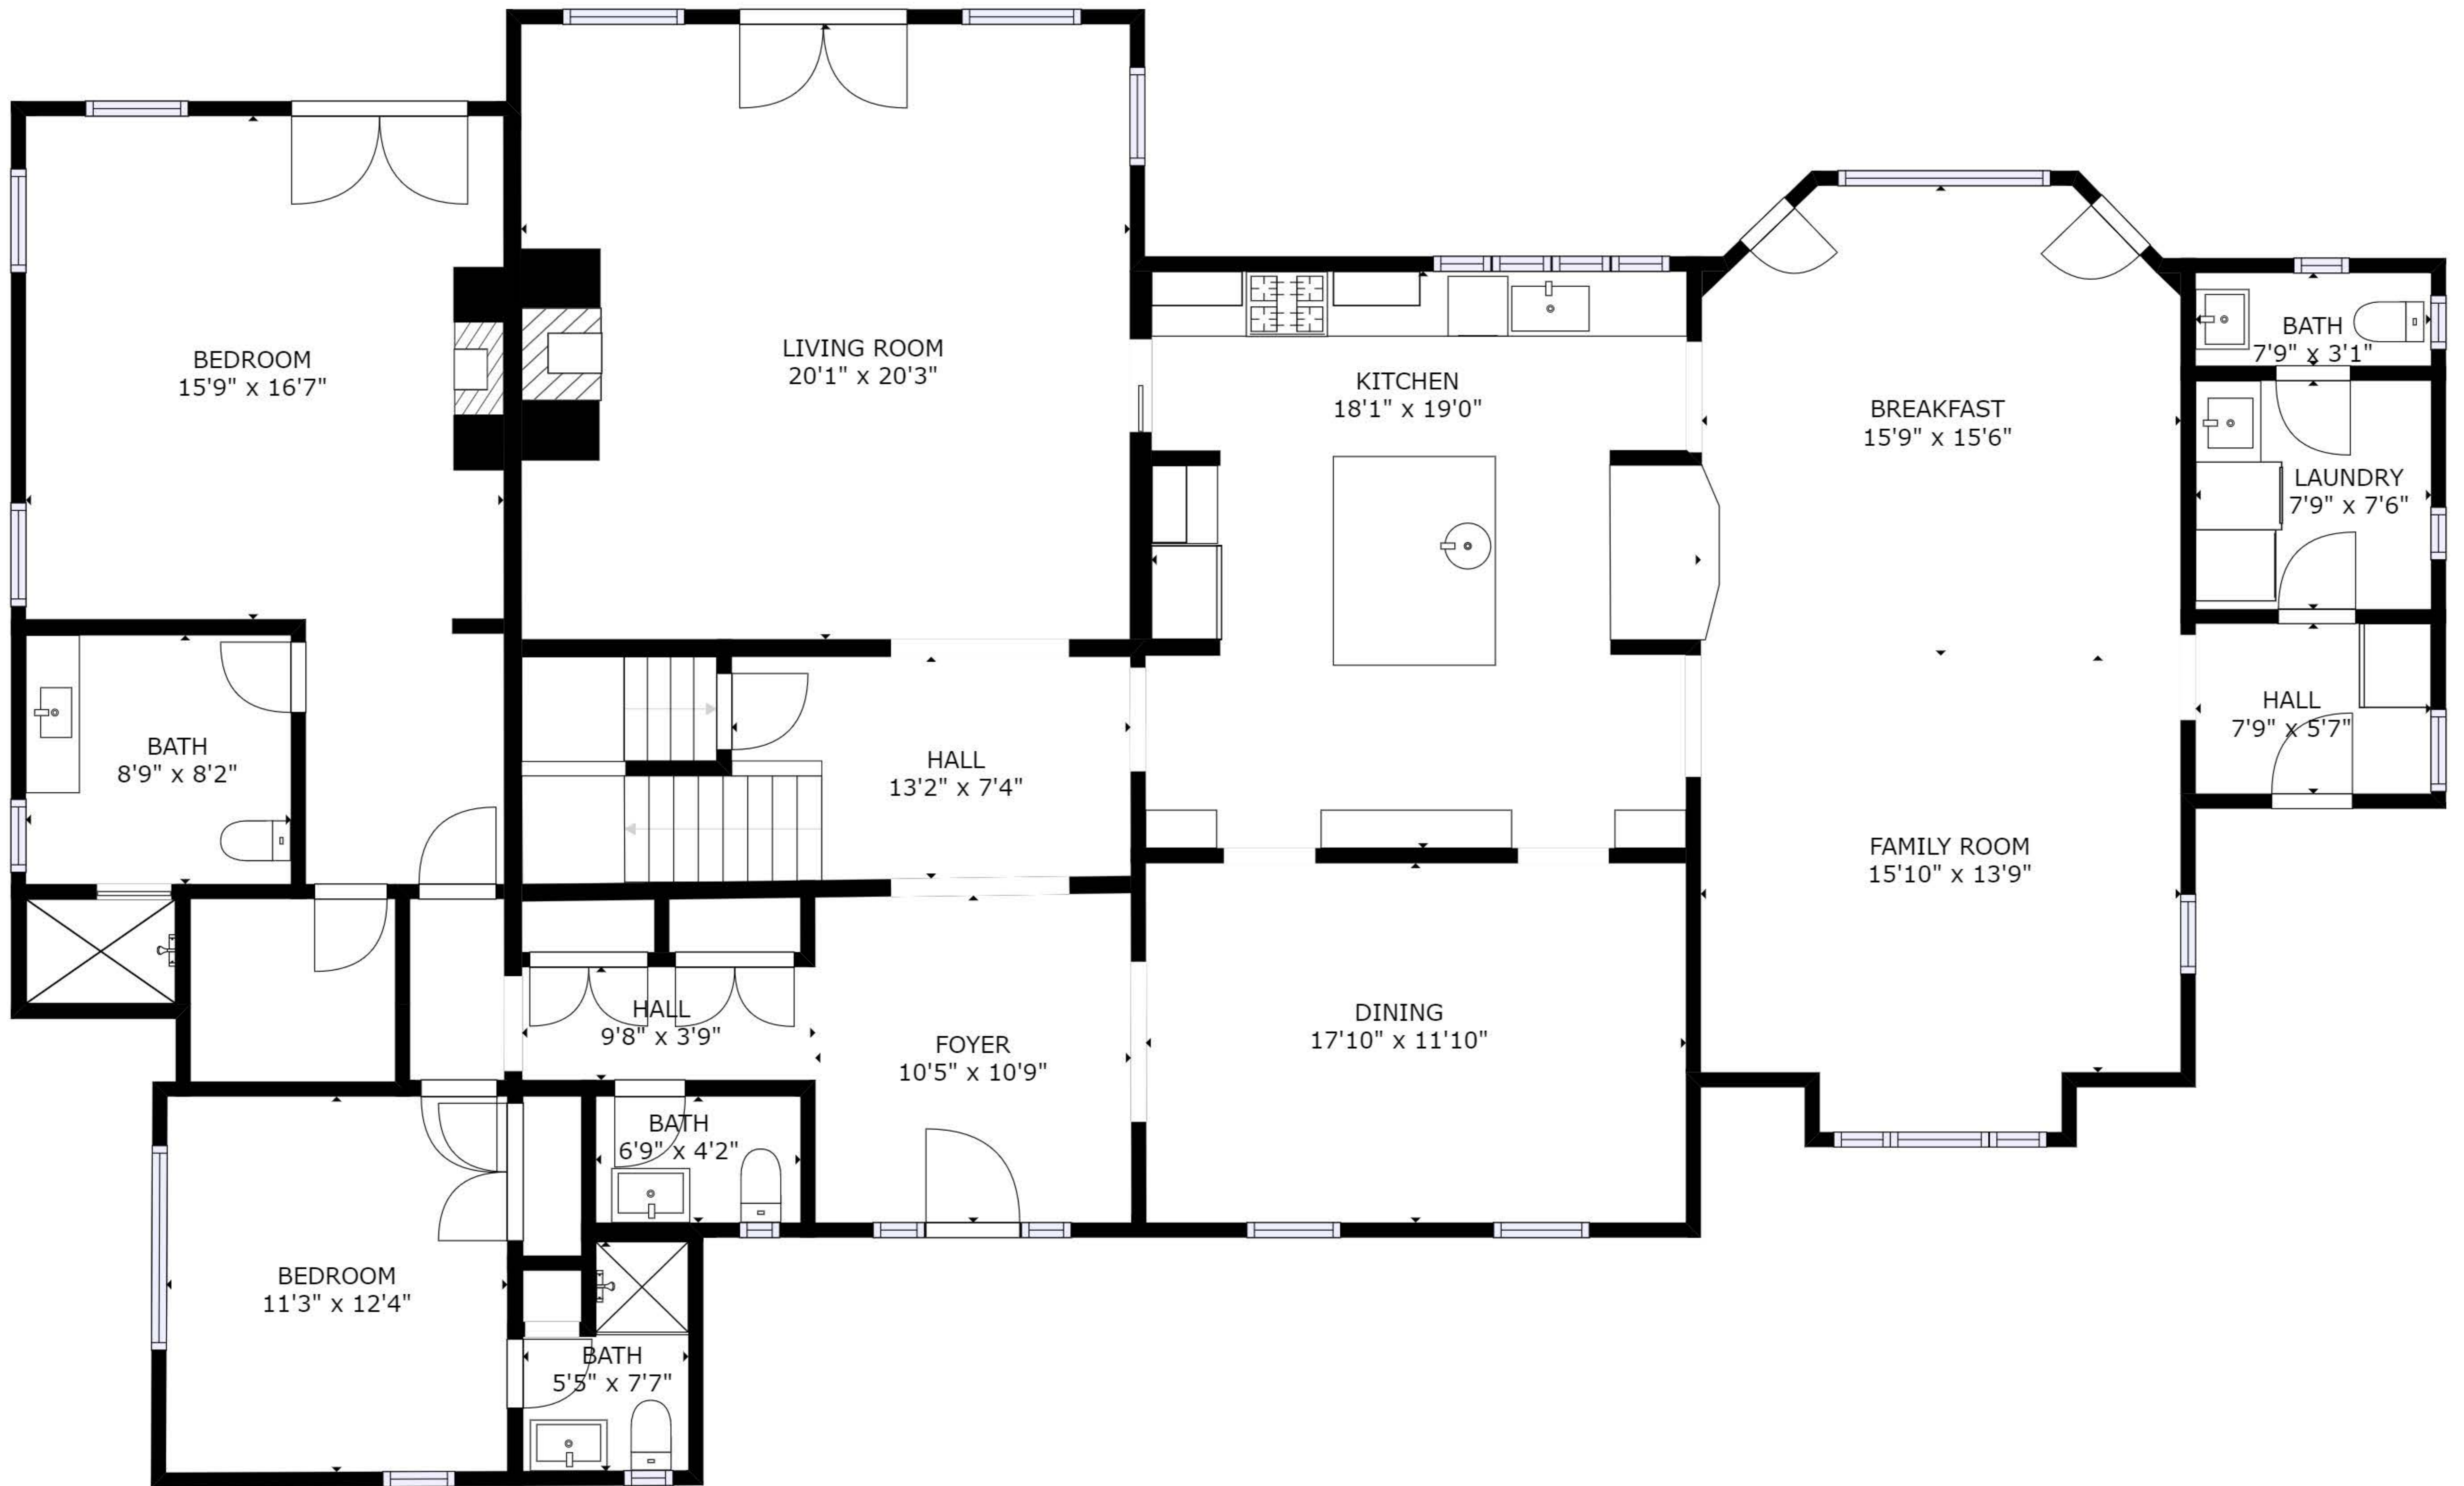 BEDROOM
15'9" x 16'7"
LIVING ROOM
20'1" x 20'3"
KITCHEN
18'1" x 19'0"
BREAKFAST
15'9" x 15'6"
BATH
7'9" x 3'1"
LAUNDRY
7'9" x 7'6"
HALL
7'9" x 5'7"
BATH
8'9" x 8'2"
HALL
13'2" x 7'4"
FAMILY ROOM
15'10" x 13'9"
HALL
9'8" x 3'9"
FOYER
10'5" x 10'9"
DINING
17'10" x 11'10"
BATH
6'9" x 4'2"
BEDROOM
11'3" x 12'4"
BATH
5'5" x 7'7"